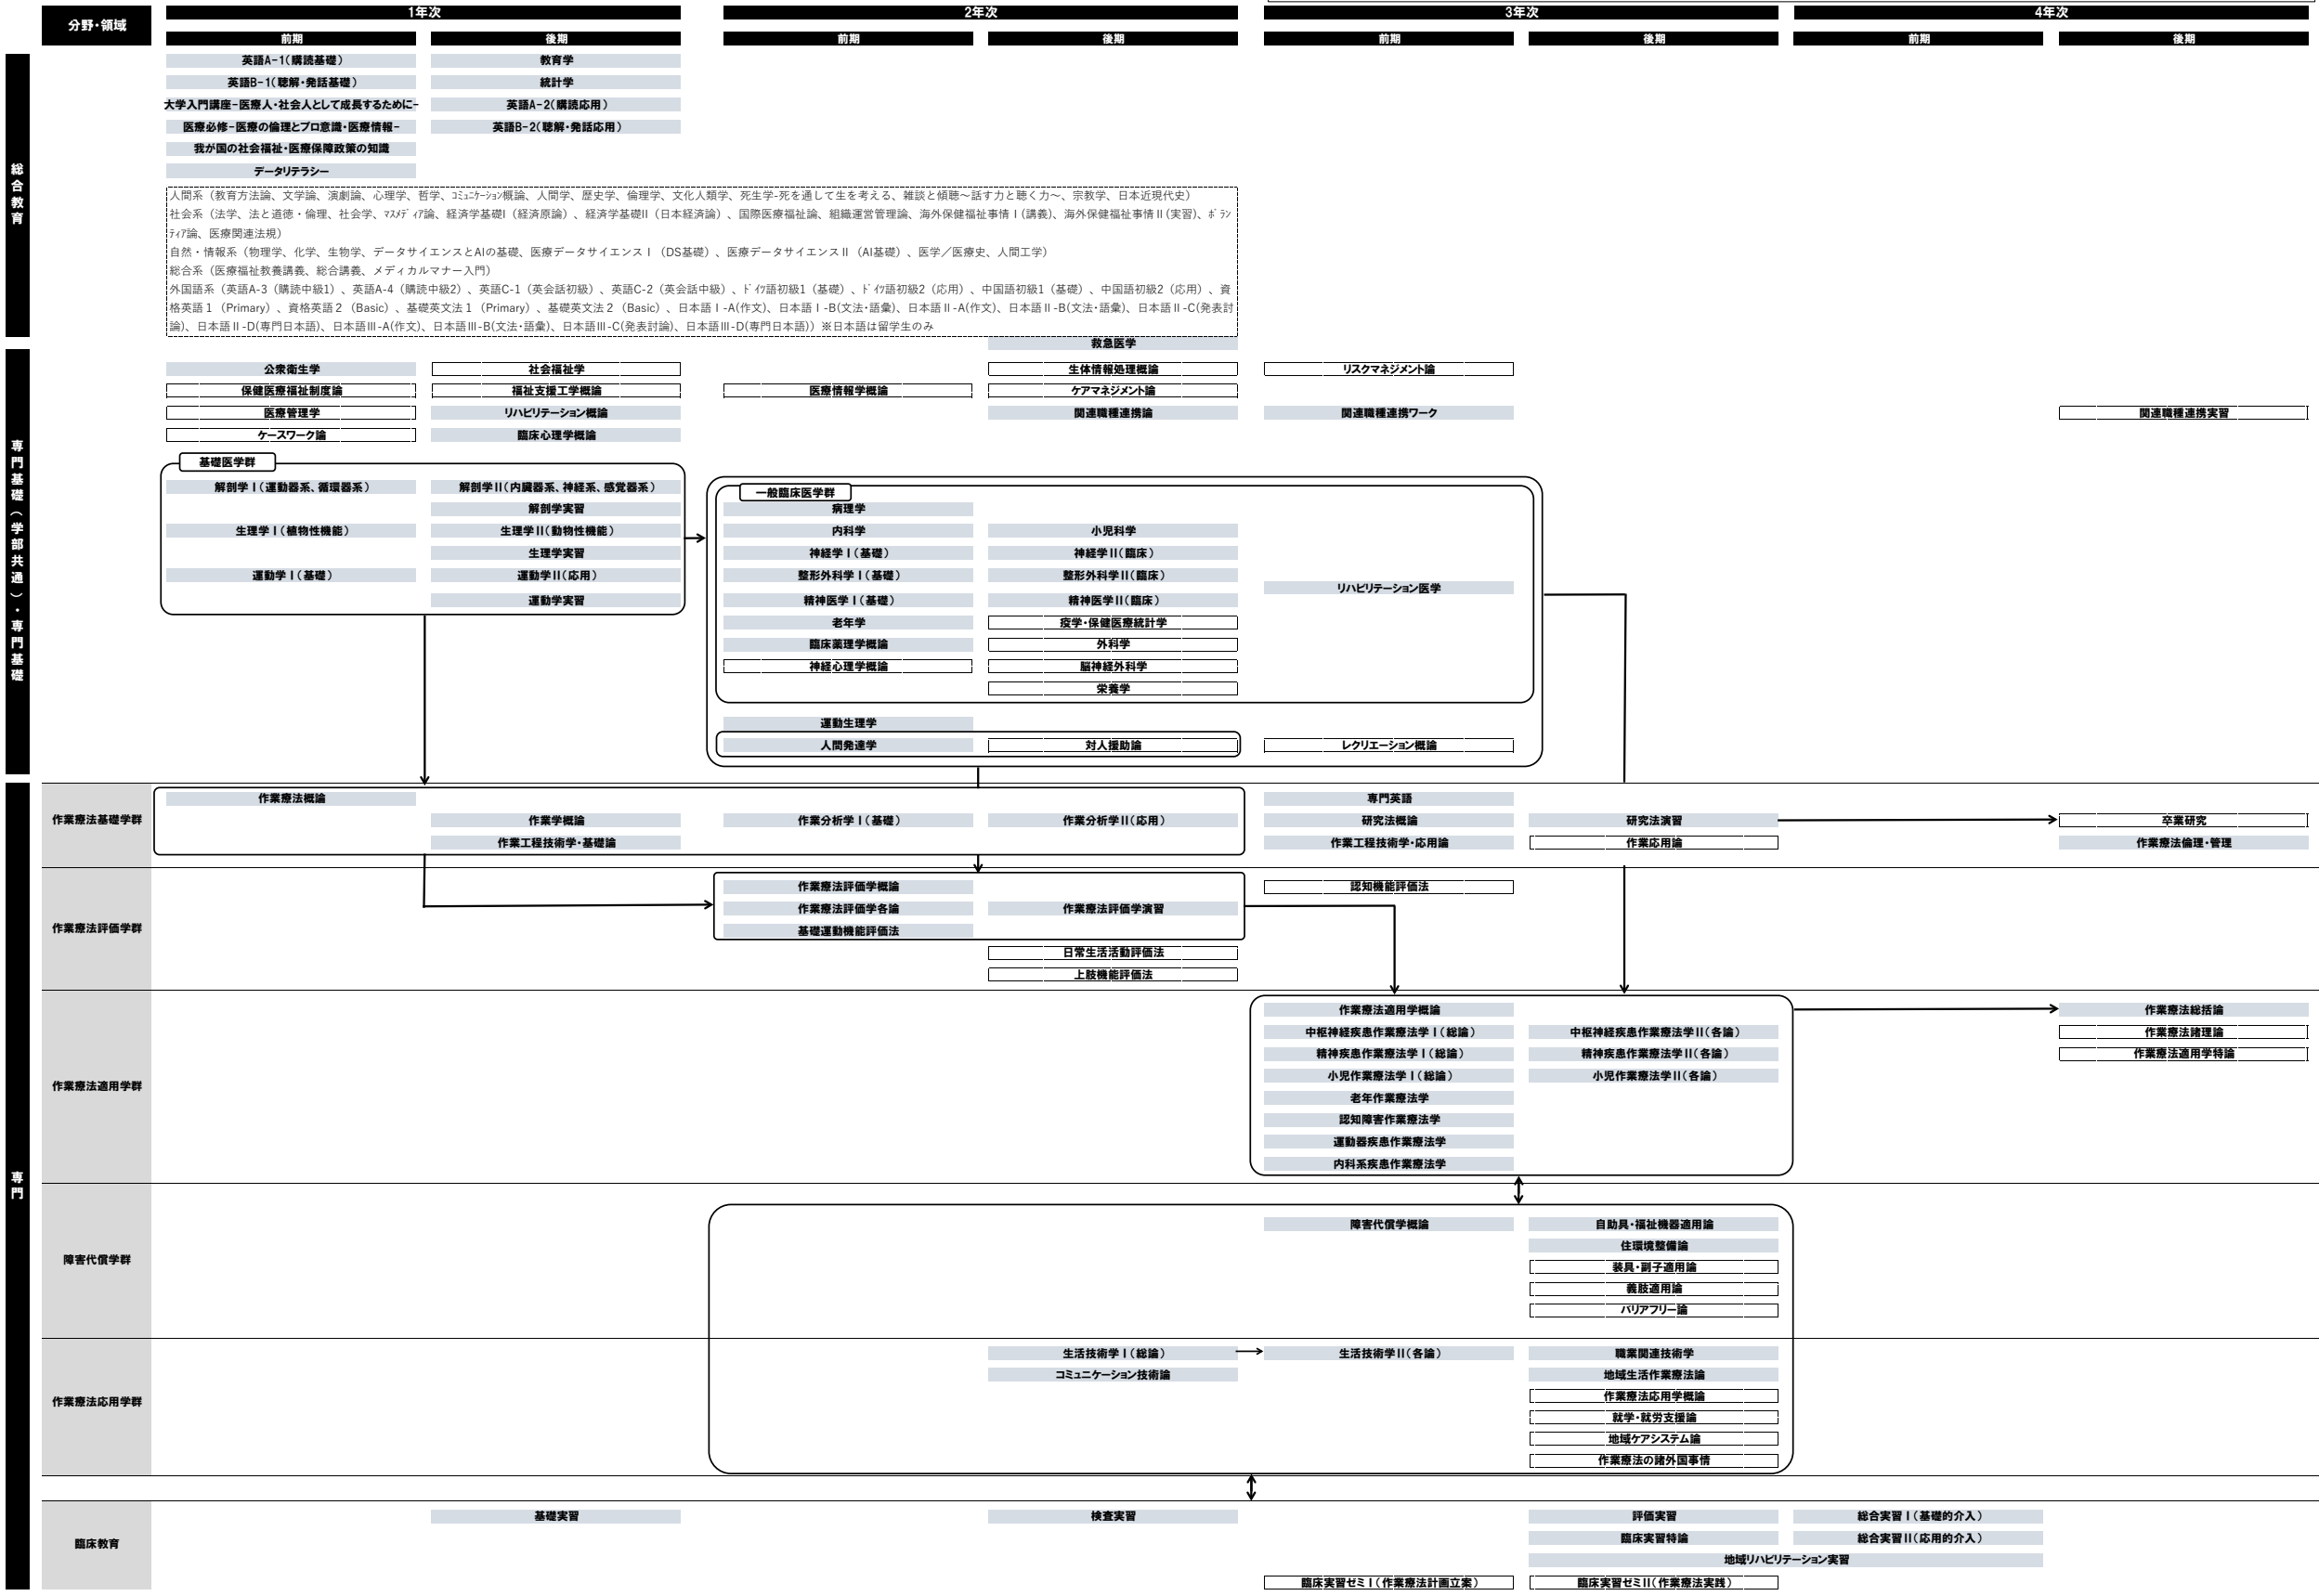 分野・領域
1年次
2年次
3年次
4年次
前期
後期
前期
後期
前期
後期
前期
後期
総合教育
英語A-1（購読基礎）
教育学
英語B-1（聴解・発話基礎）
統計学
大学入門講座-医療人・社会人として成長するために-
英語A-2（購読応用）
医療必修-医療の倫理とプロ意識・医療情報-
英語B-2（聴解・発話応用）
我が国の社会福祉・医療保障政策の知識
データリテラシー
人間系（教育方法論、文学論、演劇論、心理学、哲学、ｺﾐｭﾆｹｰｼｮﾝ概論、人間学、歴史学、倫理学、文化人類学、死生学-死を通して生を考える、雑談と傾聴～話す力と聴く力～、宗教学、日本近現代史）
社会系（法学、法と道徳・倫理、社会学、ﾏｽﾒﾃﾞｨｱ論、経済学基礎Ⅰ（経済原論）、経済学基礎II（日本経済論）、国際医療福祉論、組織運営管理論、海外保健福祉事情Ⅰ(講義)、海外保健福祉事情Ⅱ(実習)、ﾎﾞﾗﾝ
ﾃｨｱ論、医療関連法規）
自然・情報系（物理学、化学、生物学、データサイエンスとAIの基礎、医療データサイエンスⅠ（DS基礎）、医療データサイエンスⅡ（AI基礎）、医学／医療史、人間工学）
総合系（医療福祉教養講義、総合講義、メディカルマナー入門）
外国語系（英語A-3（購読中級1）、英語A-4（購読中級2）、英語C-1（英会話初級）、英語C-2（英会話中級）、ﾄﾞｲﾂ語初級1（基礎）、ﾄﾞｲﾂ語初級2（応用）、中国語初級1（基礎）、中国語初級2（応用）、資
格英語１（Primary）、資格英語２（Basic）、基礎英文法１（Primary）、基礎英文法２（Basic）、日本語Ⅰ-A(作文)、日本語Ⅰ-B(文法・語彙)、日本語Ⅱ-A(作文)、日本語Ⅱ-B(文法・語彙)、日本語Ⅱ-C(発表討
論)、日本語Ⅱ-D(専門日本語)、日本語Ⅲ-A(作文)、日本語Ⅲ-B(文法・語彙)、日本語Ⅲ-C(発表討論)、日本語Ⅲ-D(専門日本語)）※日本語は留学生のみ
専門基礎（学部共通）・専門基礎
救急医学
公衆衛生学
社会福祉学
生体情報処理概論
リスクマネジメント論
保健医療福祉制度論
福祉支援工学概論
医療情報学概論
ケアマネジメント論
医療管理学
リハビリテーション概論
関連職種連携論
関連職種連携ワーク
関連職種連携実習
ケースワーク論
臨床心理学概論
基礎医学群
解剖学Ⅰ（運動器系、循環器系）
解剖学II（内臓器系、神経系、感覚器系）
解剖学実習
生理学Ⅰ（植物性機能）
生理学II（動物性機能）
生理学実習
運動学Ⅰ（基礎）
運動学II（応用）
運動学実習
一般臨床医学群
病理学
内科学
小児科学
神経学Ⅰ（基礎）
神経学II（臨床）
整形外科学Ⅰ（基礎）
整形外科学II（臨床）
リハビリテーション医学
精神医学Ⅰ（基礎）
精神医学II（臨床）
老年学
疫学・保健医療統計学
臨床薬理学概論
外科学
神経心理学概論
脳神経外科学
栄養学
運動生理学
人間発達学
対人援助論
レクリエーション概論
専門
作業療法基礎学群
作業療法概論
専門英語
作業学概論
作業分析学Ⅰ（基礎）
作業分析学II（応用）
研究法概論
研究法演習
卒業研究
作業工程技術学・基礎論
作業工程技術学・応用論
作業応用論
作業療法倫理・管理
作業療法評価学群
作業療法評価学概論
認知機能評価法
作業療法評価学各論
作業療法評価学演習
基礎運動機能評価法
日常生活活動評価法
上肢機能評価法
作業療法適用学群
作業療法適用学概論
作業療法総括論
中枢神経疾患作業療法学Ⅰ（総論）
中枢神経疾患作業療法学II（各論）
作業療法諸理論
精神疾患作業療法学Ⅰ（総論）
精神疾患作業療法学II（各論）
作業療法適用学特論
小児作業療法学Ⅰ（総論）
小児作業療法学II（各論）
老年作業療法学
認知障害作業療法学
運動器疾患作業療法学
内科系疾患作業療法学
障害代償学群
障害代償学概論
自助具・福祉機器適用論
住環境整備論
装具・副子適用論
義肢適用論
バリアフリー論
作業療法応用学群
生活技術学Ⅰ（総論）
生活技術学II（各論）
職業関連技術学
コミュニケーション技術論
地域生活作業療法論
作業療法応用学概論
就学・就労支援論
地域ケアシステム論
作業療法の諸外国事情
臨床教育
基礎実習
検査実習
評価実習
総合実習Ⅰ（基礎的介入）
臨床実習特論
総合実習II（応用的介入）
地域リハビリテーション実習
臨床実習ゼミⅠ（作業療法計画立案）
臨床実習ゼミII（作業療法実践）